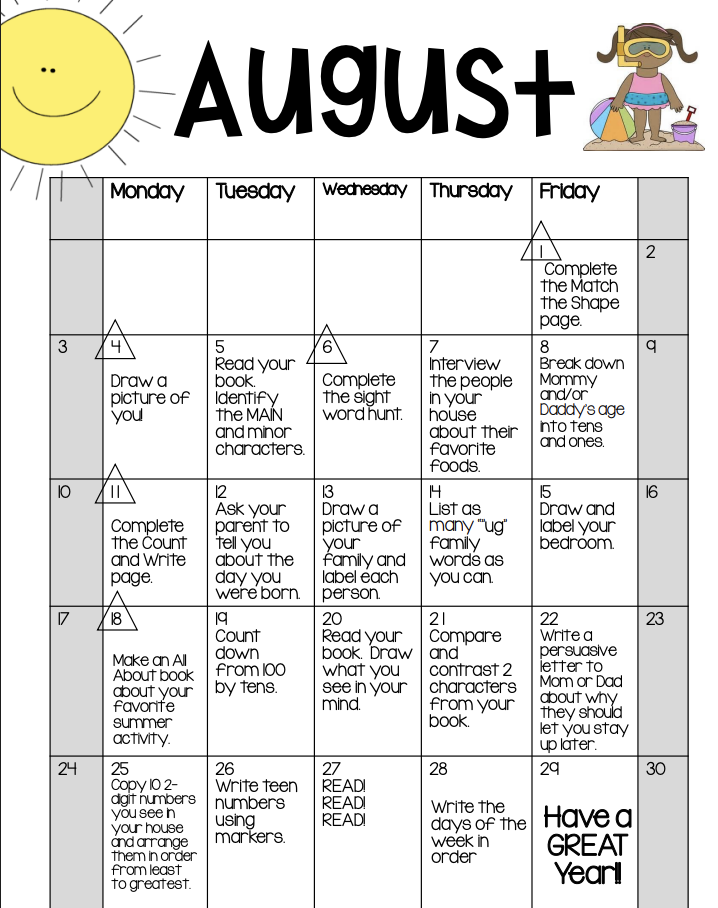 August
Monday Tuesday Wednesday Thursday Friday
1
Complete
the Match
the Shape
page.
2
3
4
Draw a
picture of
you!
5
Read your
book.
Identify
the MAIN
and minor
characters.
6
Complete
the sight
word hunt.
7
Interview
the people
in your
house
about their
favorite
foods.
8
Break down
Mommy
and/or
Daddy's age
into tens
and ones.
9
10
11
Complete
the Count
and Write
page.
12
Ask your
parent to
tell you
about the
day you
were born.
13
Draw a
picture of
your
family and
label each
person.
14
List as
many ""ug"
family
words as
you can.
15
Draw and
label your
bedroom.
16
17
18
Make an All
About book
about your
favorite
summer
activity.
19
Count
down
from 100
by tens.
20
Read your
book. Draw
what you
see in your
mind.
21
Compare
and
contrast 2
characters
from your
book.
22
Write a
persuasive
letter to
Mom or Dad
about why
they should
let you stay
up later.
23
24
25
Copy 10 2-
digit numbers
you see in
your house
and arrange
them in order
from least
to greatest.
26
Write teen
numbers
using
markers.
27
READ!
READ!
READ!
28
Write the
days of the
week in
order
29
Have a
GREAT
Year!!
30